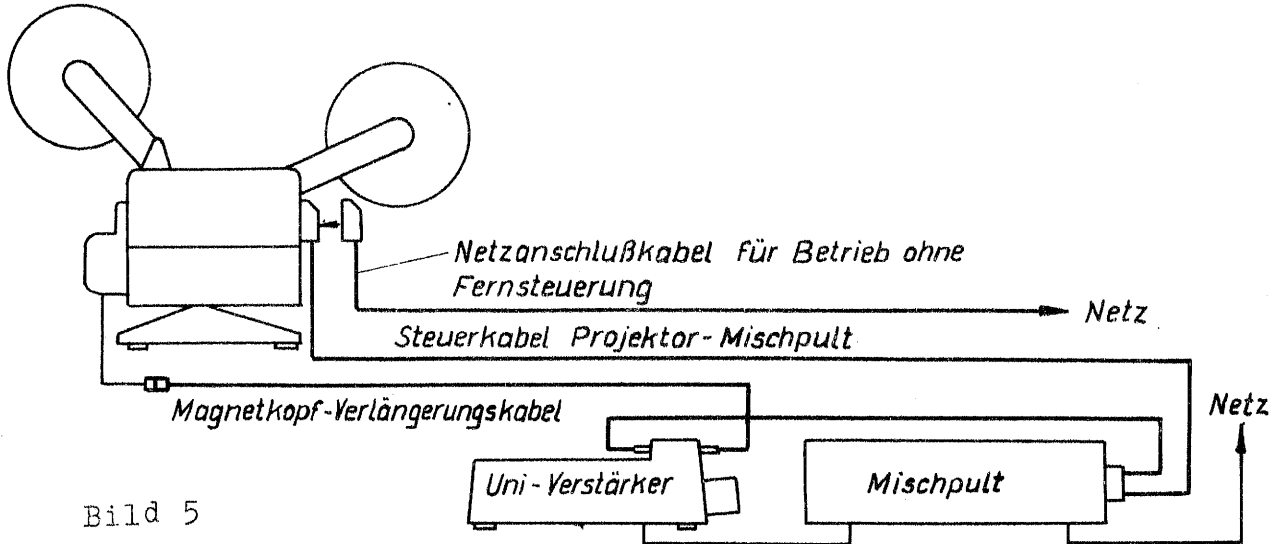 Netzanschlußkabel für Betrieb ohne
Fernsteuerung
Netz
Steuerkabel Projektor-Mischpult
Magnetkopf-Verlängerungskabel
Netz
Uni-Verstärker
Mischpult
Bild 5